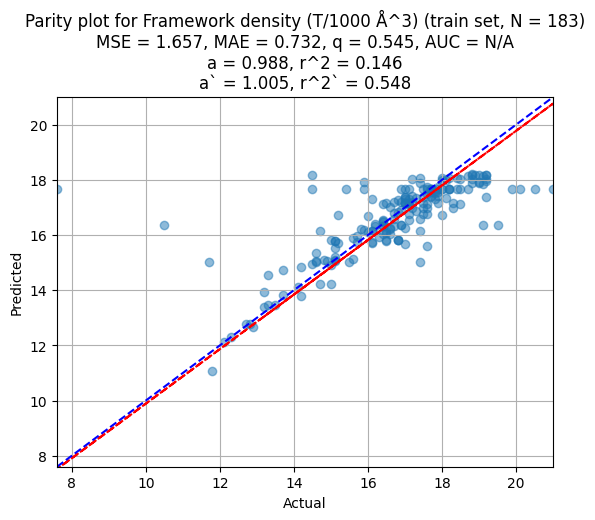 Parity plot for Framework density (T/1000 Å^3) (train set, N = 183)
MSE = 1.657, MAE = 0.732, q = 0.545, AUC = N/A
a = 0.988, r^2 = 0.146
a` = 1.005, r^2` = 0.548
20
18
16
14
12
10
8
Predicted
8 10 12 14 16 18 20
Actual